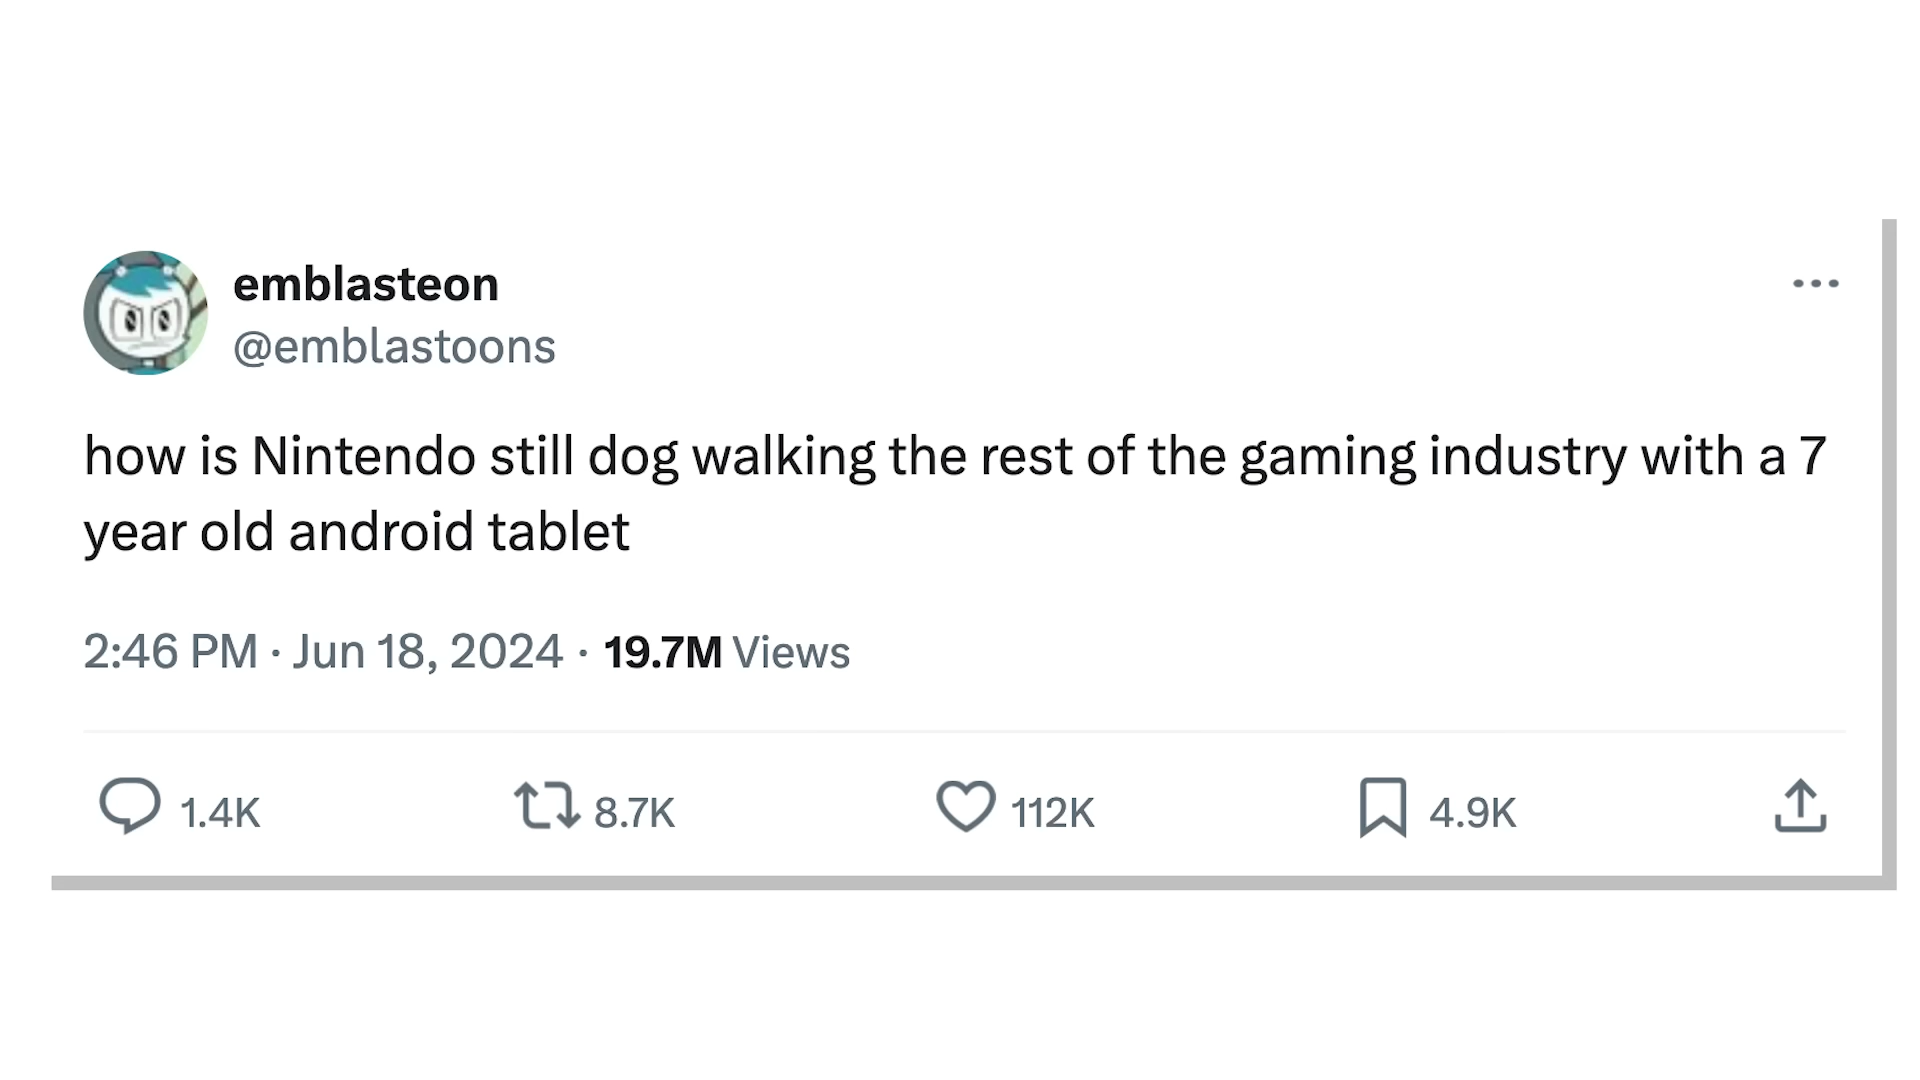 emblasteon
@emblastoons
how is Nintendo still dog walking the rest of the gaming industry with a 7
year old android tablet
2:46 PM · Jun 18, 2024 · 19.7M Views
1.4K 8.7K 112K 4.9K